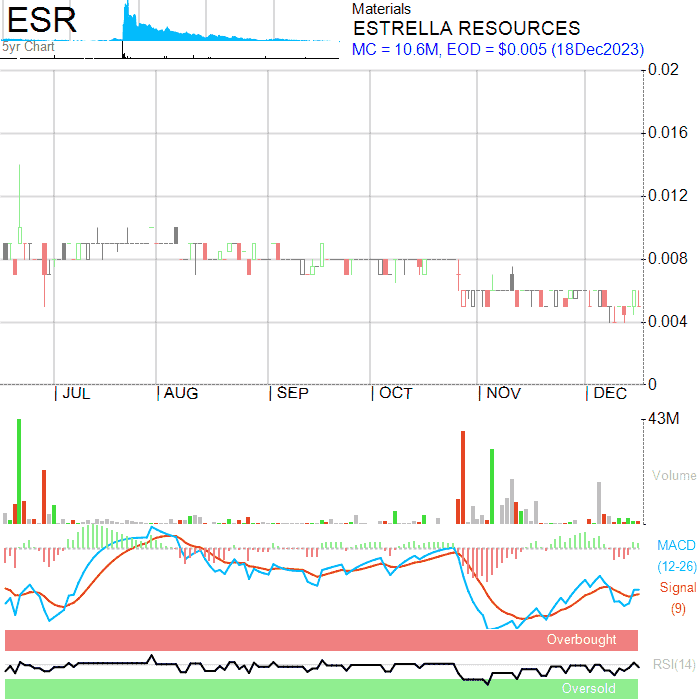 ESR
5yr Chart
Materials
ESTRELLA RESOURCES
MC = 10.6M, EOD = $0.005 (18Dec2023)
0.02
0.016
0.012
0.008
0.004
0
JUL AUG SEP OCT NOV DEC
43M
Volume
MACD
(12-26)
Signal
(9)
Overbought
RSI(14)
Oversold